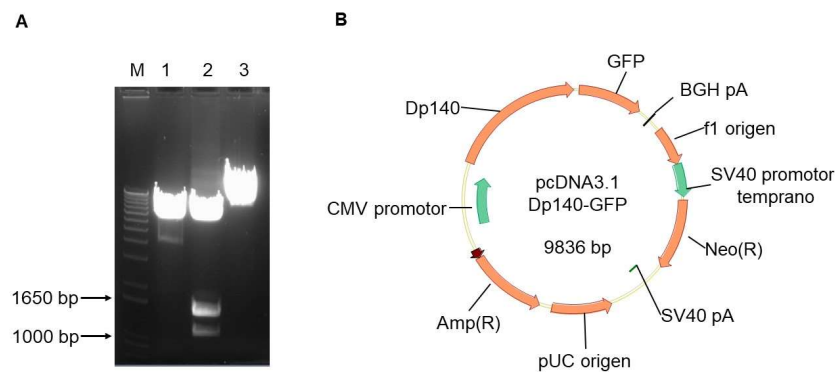 A
M 1 2 3
1650 bp
1000 bp
B
GFP
BGH pA
Dp140
f1 origen
SV40 promotor
temprano
pcDNA3.1
Dp140-GFP
9836 bp
CMV promotor
Neo(R)
SV40 pA
Amp(R)
pUC origen